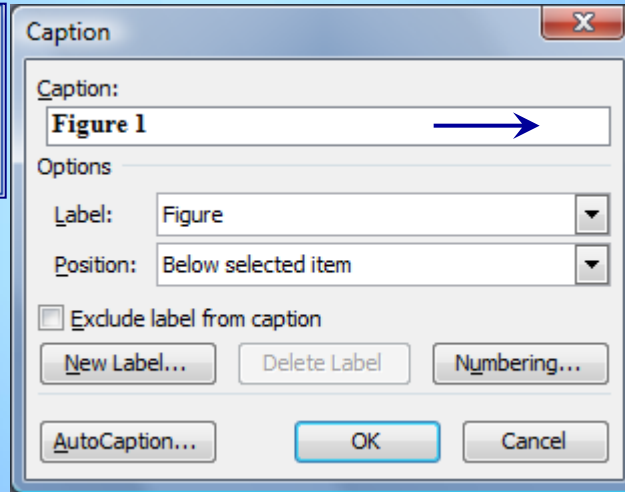 Caption
Caption:
Figure 1
Options
Label: Figure
Position: Below selected item
Exclude label from caption
New Label... Delete Label Numbering...
AutoCaption... OK Cancel